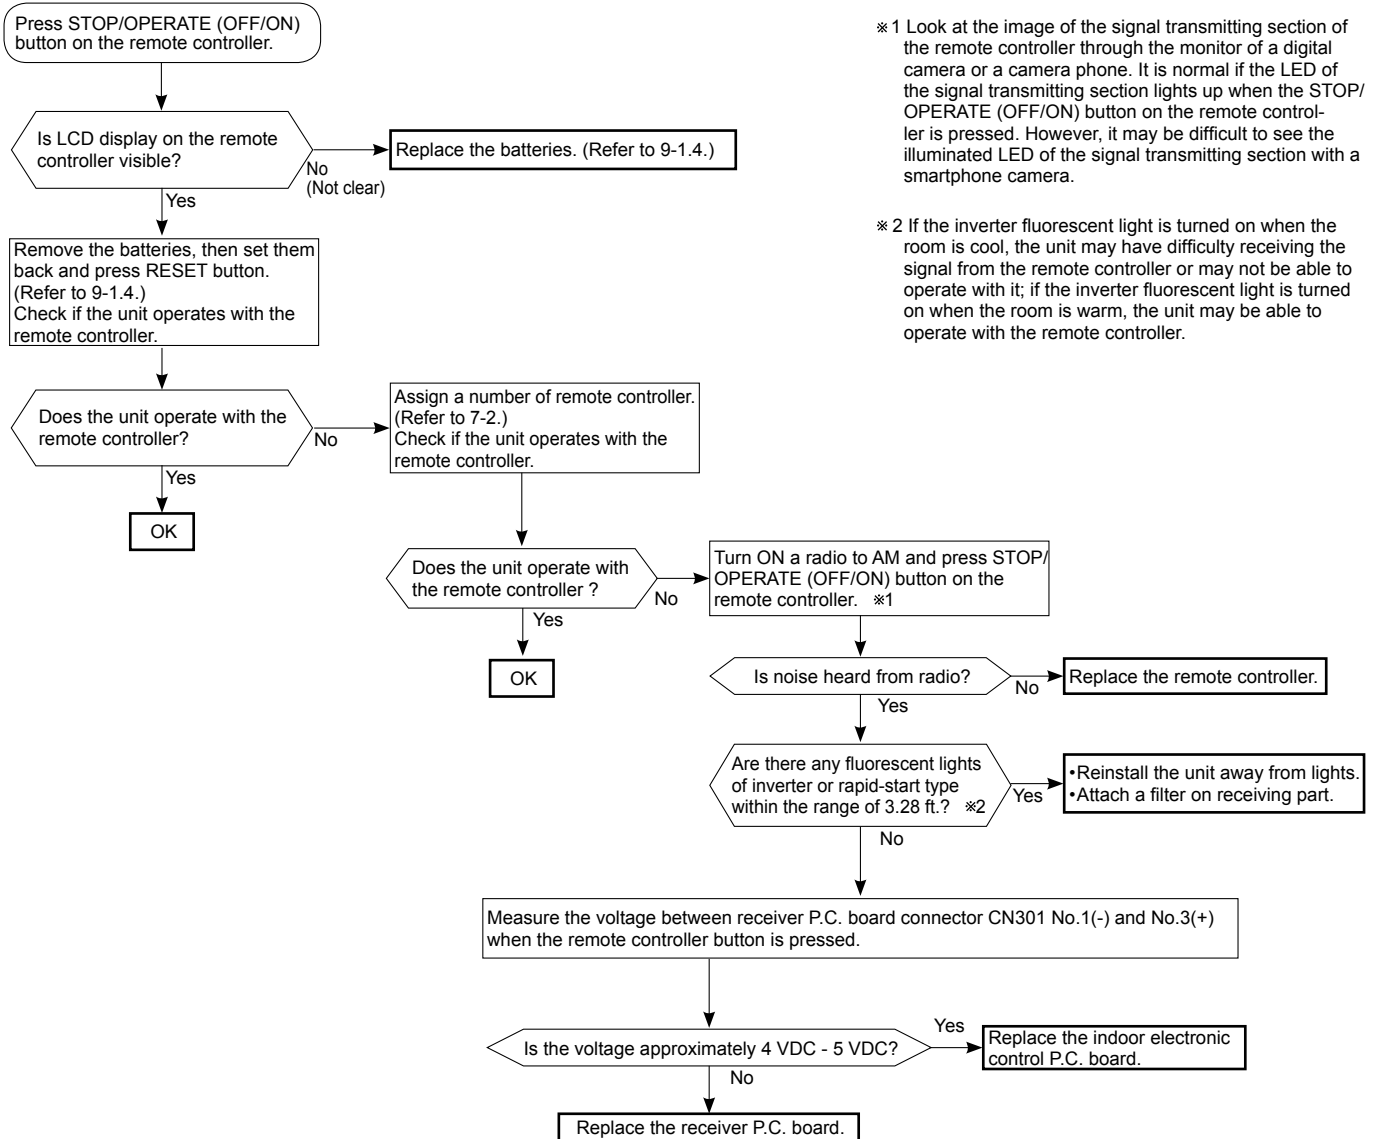 Press STOP/OPERATE (OFF/ON)
button on the remote controller.
Is LCD display on the remote
controller visible?
No
(Not clear)
Replace the batteries. (Refer to 9-1.4.)
Yes
Remove the batteries, then set them
back and press RESET button.
(Refer to 9-1.4.)
Check if the unit operates with the
remote controller.
Does the unit operate with the
remote controller?
No
Yes
OK
Assign a number of remote controller.
(Refer to 7-2.)
Check if the unit operates with the
remote controller.
Does the unit operate with
the remote controller ?
No
Yes
OK
Turn ON a radio to AM and press STOP/
OPERATE (OFF/ON) button on the
remote controller. ※1
Is noise heard from radio?
No
Replace the remote controller.
Yes
Are there any fluorescent lights
of inverter or rapid-start type
within the range of 3.28 ft.? ※2
Yes
•Reinstall the unit away from lights.
•Attach a filter on receiving part.
No
Measure the voltage between receiver P.C. board connector CN301 No.1(-) and No.3(+)
when the remote controller button is pressed.
Is the voltage approximately 4 VDC - 5 VDC?
Yes
Replace the indoor electronic
control P.C. board.
No
Replace the receiver P.C. board.
※1 Look at the image of the signal transmitting section of
the remote controller through the monitor of a digital
camera or a camera phone. It is normal if the LED of
the signal transmitting section lights up when the STOP/
OPERATE (OFF/ON) button on the remote control-
ler is pressed. However, it may be difficult to see the
illuminated LED of the signal transmitting section with a
smartphone camera.
※2 If the inverter fluorescent light is turned on when the
room is cool, the unit may have difficulty receiving the
signal from the remote controller or may not be able to
operate with it; if the inverter fluorescent light is turned
on when the room is warm, the unit may be able to
operate with the remote controller.